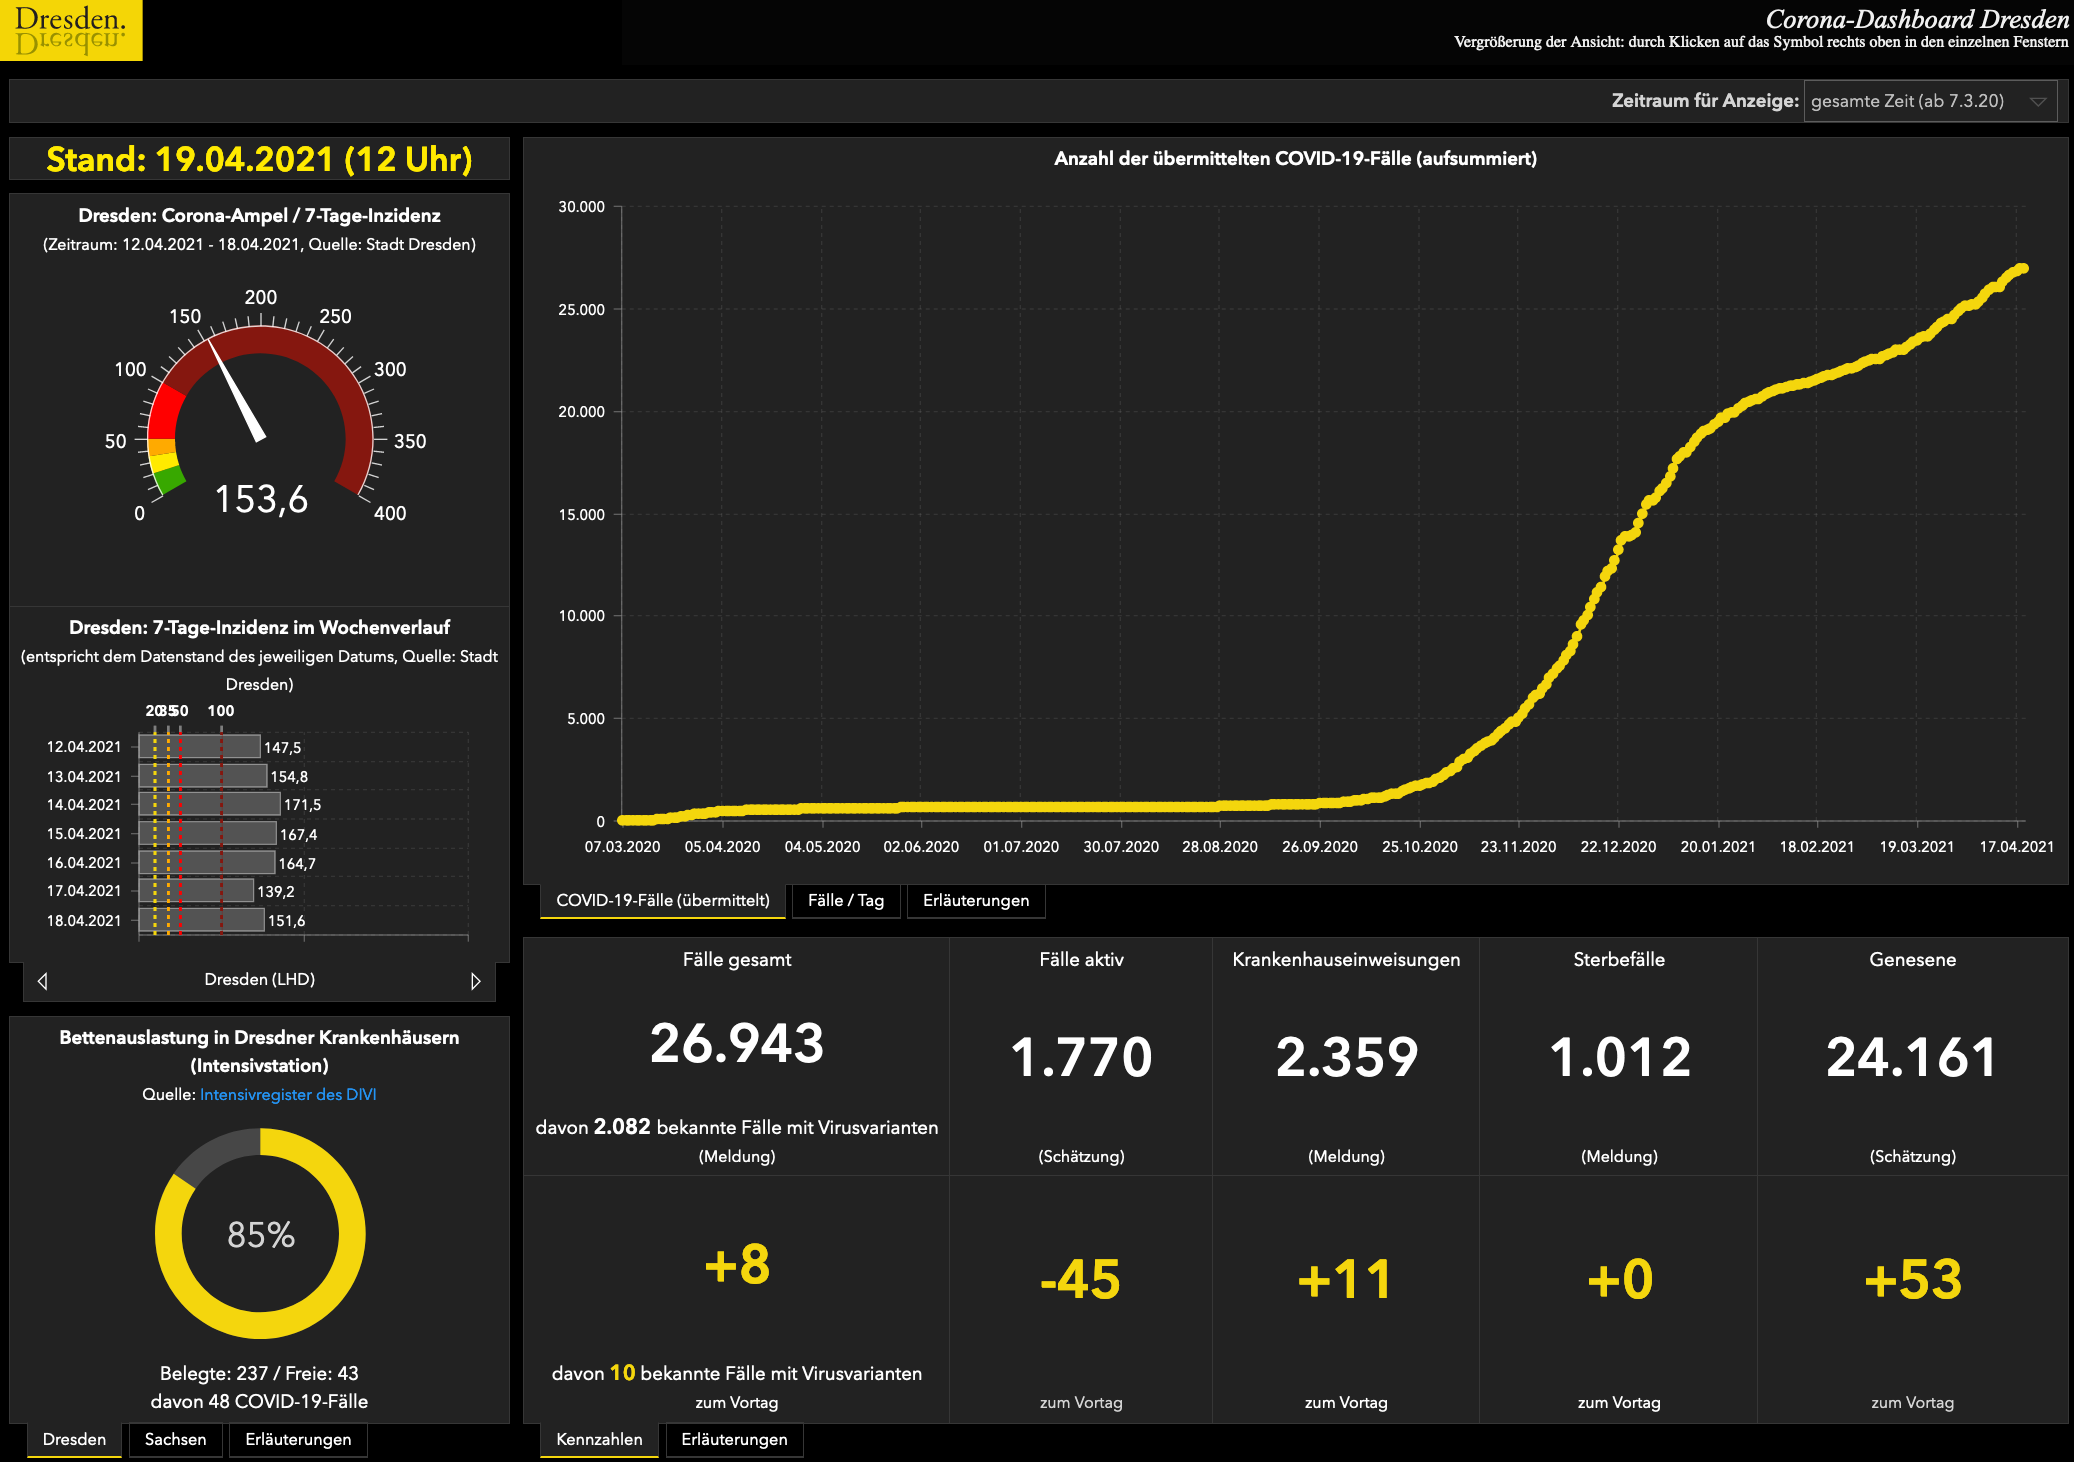 Dresden.
Dresden.
Corona-Dashboard Dresden
Vergrößerung der Ansicht: durch Klicken auf das Symbol rechts oben in den einzelnen Fenstern
Zeitraum für Anzeige: gesamte Zeit (ab 7.3.20)
Stand: 19.04.2021 (12 Uhr)
Dresden: Corona-Ampel / 7-Tage-Inzidenz
(Zeitraum: 12.04.2021 - 18.04.2021, Quelle: Stadt Dresden)
0
50
100
150
200
250
300
350
400
153,6
Dresden: 7-Tage-Inzidenz im Wochenverlauf
(entspricht dem Datenstand des jeweiligen Datums, Quelle: Stadt
Dresden)
20 35 50 100
12.04.2021 147,5
13.04.2021 154,8
14.04.2021 171,5
15.04.2021 167,4
16.04.2021 164,7
17.04.2021 139,2
18.04.2021 151,6
Dresden (LHD)
Bettenauslastung in Dresdner Krankenhäusern
(Intensivstation)
Quelle: Intensivregister des DIVI
85%
Belegte: 237 / Freie: 43
davon 48 COVID-19-Fälle
Dresden Sachsen Erläuterungen
Anzahl der übermittelten COVID-19-Fälle (aufsummiert)
30.000
25.000
20.000
15.000
10.000
5.000
0
07.03.2020 05.04.2020 04.05.2020 02.06.2020 01.07.2020 30.07.2020 28.08.2020 26.09.2020 25.10.2020 23.11.2020 22.12.2020 20.01.2021 18.02.2021 19.03.2021 17.04.2021
COVID-19-Fälle (übermittelt) Fälle / Tag Erläuterungen
Fälle gesamt
26.943
davon 2.082 bekannte Fälle mit Virusvarianten
(Meldung)
Fälle aktiv
1.770
(Schätzung)
Krankenhauseinweisungen
2.359
(Meldung)
Sterbefälle
1.012
(Meldung)
Genesene
24.161
(Schätzung)
+8
davon 10 bekannte Fälle mit Virusvarianten
zum Vortag
-45
zum Vortag
+11
zum Vortag
+0
zum Vortag
+53
zum Vortag
Kennzahlen Erläuterungen